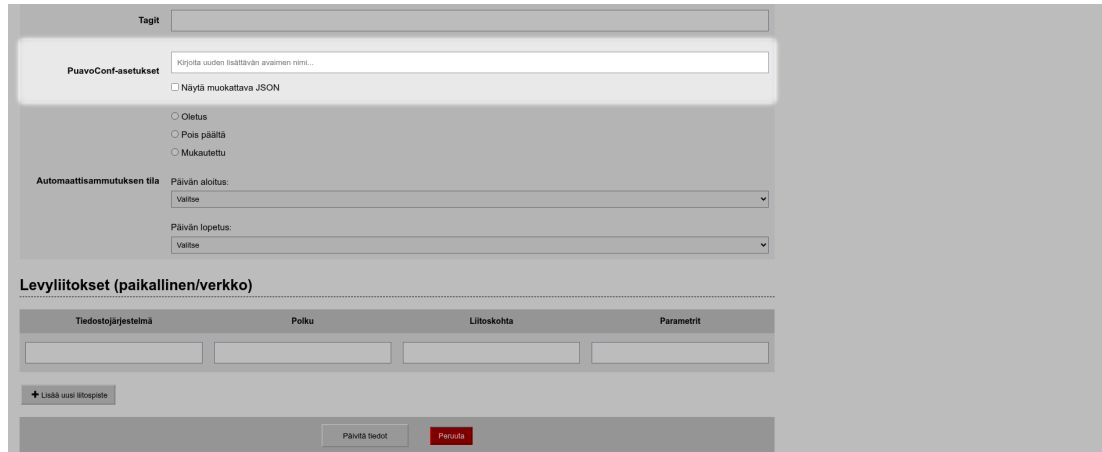 Tagit
PuavoConf-asetukset
Kirjoita uuden lisättävän avaimen nimi...
Näytä muokattava JSON
Oletus
Pois päältä
Mukautettu
Automaattisammutuksen tila
Päivän aloitus:
Valitse
Päivän lopetus:
Valitse
Levyliitokset (paikallinen/verkko)
Tiedostojärjestelmä Polku Liitoskohta Parametrit
Lisää uusi liitospiste
Päivitä tiedot Peruuta